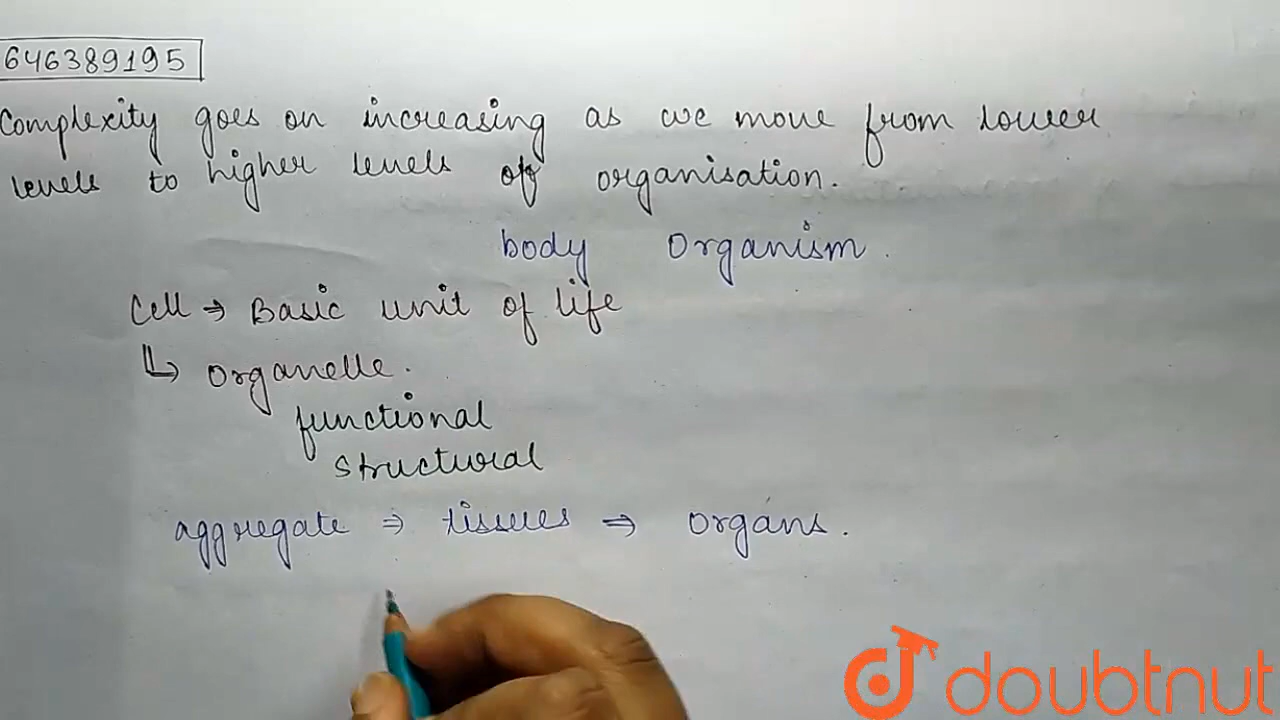 646389195
Complexity goes on increasing as we move from lower
levels to higher levels of organisation.
body organism.
Cell → Basic unit of life
↳ organelle.
functional
structural
aggregate ⇒ tissues ⇒ organs.
doubtnut